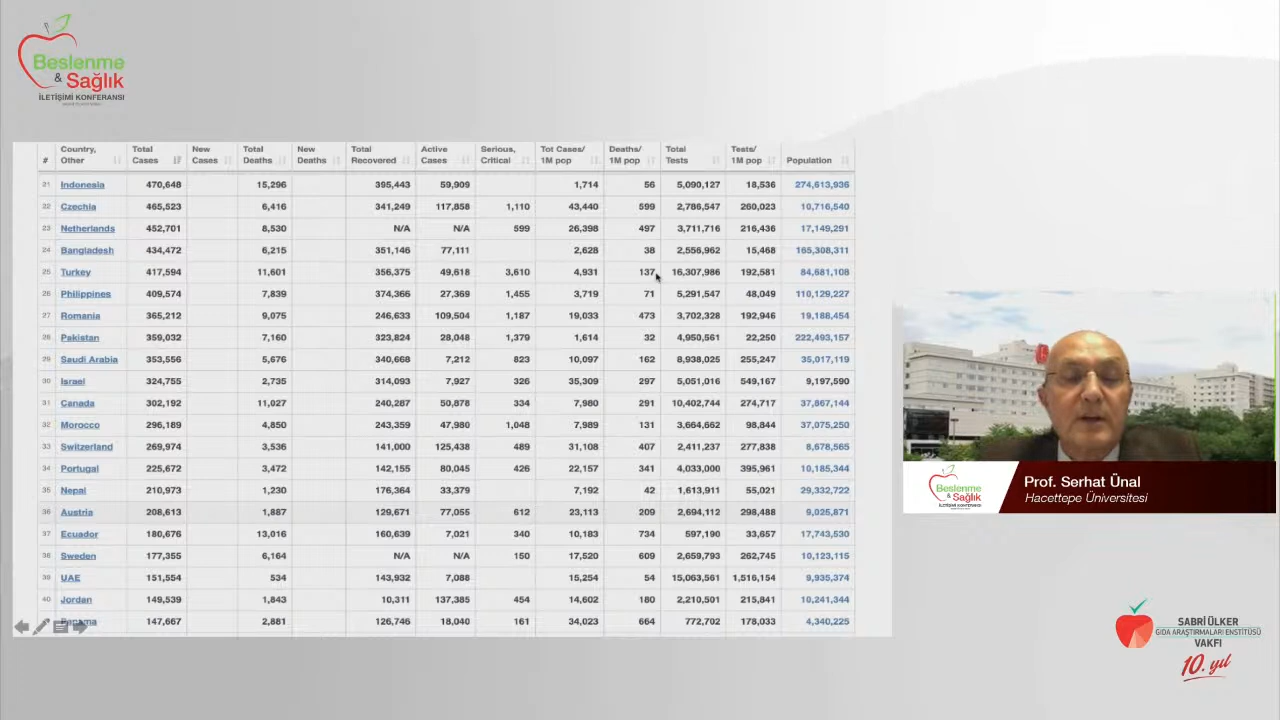 Beslenme
& Sağlık
İLETİŞİMİ KONFERANSI
# Country, Other Total Cases New Cases Total Deaths New Deaths Total Recovered Active Cases Serious, Critical Tot Cases/ 1M pop Deaths/ 1M pop Total Tests Tests/ 1M pop Population
21 Indonesia 470,648 15,296 395,443 59,909 1,714 56 5,090,127 18,536 274,613,936
22 Czechia 465,523 6,416 341,249 117,858 1,110 43,440 599 2,786,547 260,023 10,716,540
23 Netherlands 452,701 8,530 N/A N/A 599 26,398 497 3,711,716 216,436 17,149,291
24 Bangladesh 434,472 6,215 351,146 77,111 2,628 38 2,556,962 15,468 165,308,311
25 Turkey 417,594 11,601 356,375 49,618 3,610 4,931 137 16,307,986 192,581 84,681,108
26 Philippines 409,574 7,839 374,366 27,369 1,455 3,719 71 5,291,547 48,049 110,129,227
27 Romania 365,212 9,075 246,633 109,504 1,187 19,033 473 3,702,328 192,946 19,188,454
28 Pakistan 359,032 7,160 323,824 28,048 1,379 1,614 32 4,950,561 22,250 222,493,157
29 Saudi Arabia 353,556 5,676 340,668 7,212 823 10,097 162 8,938,025 255,247 35,017,119
30 Israel 324,755 2,735 314,093 7,927 326 35,309 297 5,051,016 549,167 9,197,590
31 Canada 302,192 11,027 240,287 50,878 334 7,980 291 10,402,744 274,717 37,867,144
32 Morocco 296,189 4,850 243,359 47,980 1,048 7,989 131 3,664,662 98,844 37,075,250
33 Switzerland 269,974 3,536 141,000 125,438 489 31,108 407 2,411,237 277,838 8,678,565
34 Portugal 225,672 3,472 142,155 80,045 426 22,157 341 4,033,000 395,961 10,185,344
35 Nepal 210,973 1,230 176,364 33,379 7,192 42 1,613,911 55,021 29,332,722
36 Austria 208,613 1,887 129,671 77,055 612 23,113 209 2,694,112 298,488 9,025,871
37 Ecuador 180,676 13,016 160,639 7,021 340 10,183 734 597,190 33,657 17,743,530
38 Sweden 177,355 6,164 N/A N/A 150 17,520 609 2,659,793 262,745 10,123,115
39 UAE 151,554 534 143,932 7,088 15,254 54 15,063,561 1,516,154 9,935,374
40 Jordan 149,539 1,843 10,311 137,385 454 14,602 180 2,210,501 215,841 10,241,344
Panama 147,667 2,881 126,746 18,040 161 34,023 664 772,702 178,033 4,340,225
Beslenme
& Sağlık
İLETİŞİMİ KONFERANSI
Prof. Serhat Ünal
Hacettepe Üniversitesi
SABRİ ÜLKER
GIDA ARAŞTIRMALARI ENSTİTÜSÜ
VAKFI
10. yıl